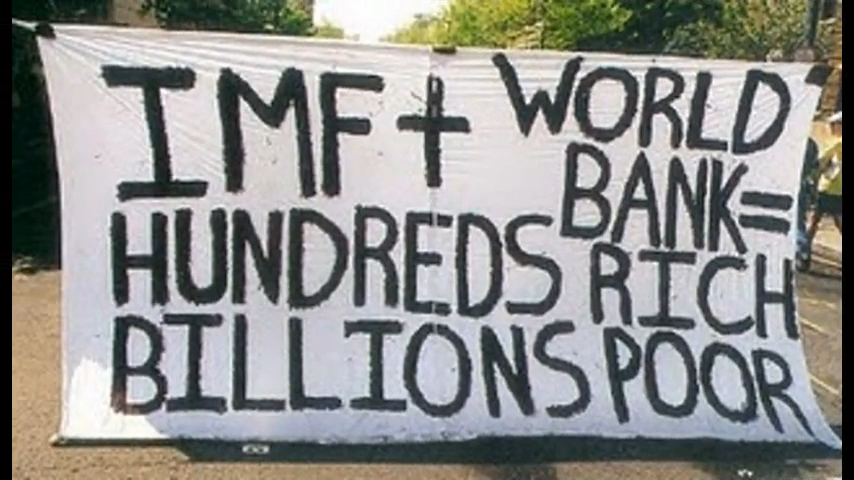 IMF + WORLD
BANK =
HUNDREDS RICH
BILLIONS POOR